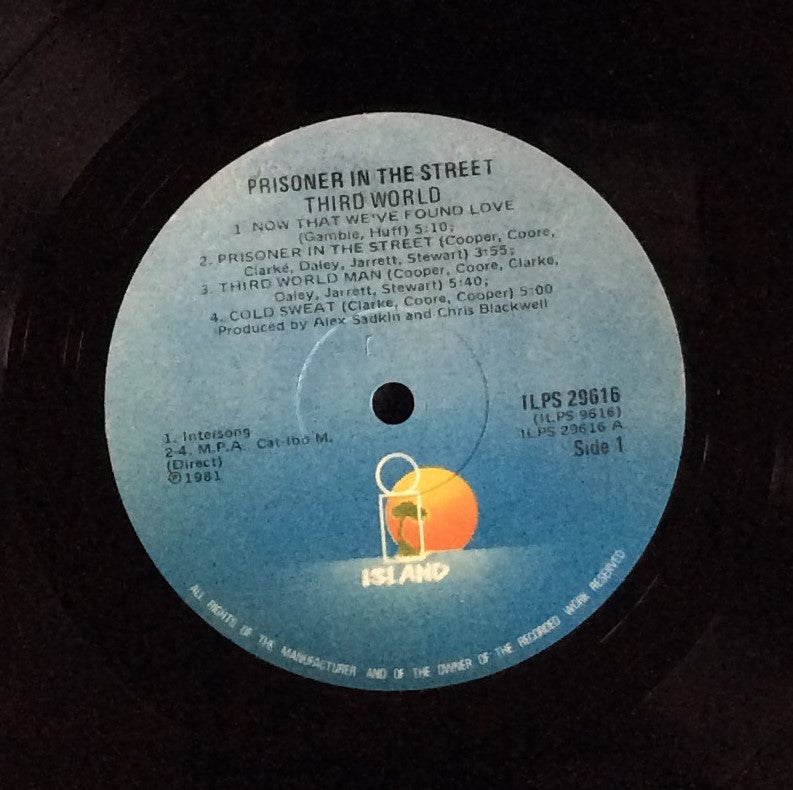 PRISONER IN THE STREET
THIRD WORLD
1 NOW THAT WE'VE FOUND LOVE
(Gamble, Huff) 5:10;
2. PRISONER IN THE STREET (Cooper, Coore,
Clarke, Daley, Jarrett, Stewart) 3:55;
3. THIRD WORLD MAN (Cooper, Coore, Clarke,
Daley, Jarrett, Stewart) 5:40;
4. COLD SWEAT (Clarke, Coore, Cooper) 5:00
Produced by Alex Sadkin and Chris Blackwell
1. Intersong
2-4. M.P.A. Cat-Ibo M.
(Direct)
℗1981
ILPS 29616
(ILPS 9616)
ILPS 29616 A
Side 1
ISLAND
ALL RIGHTS OF THE MANUFACTURER AND OF THE OWNER OF THE RECORDED WORK RESERVED